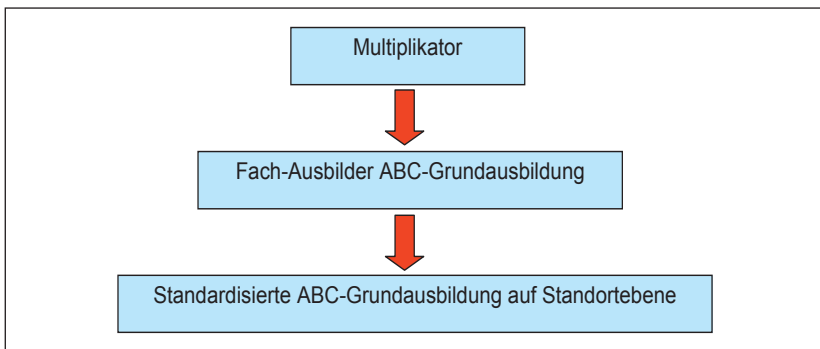 Multiplikator
Fach-Ausbilder ABC-Grundausbildung
Standardisierte ABC-Grundausbildung auf Standortebene